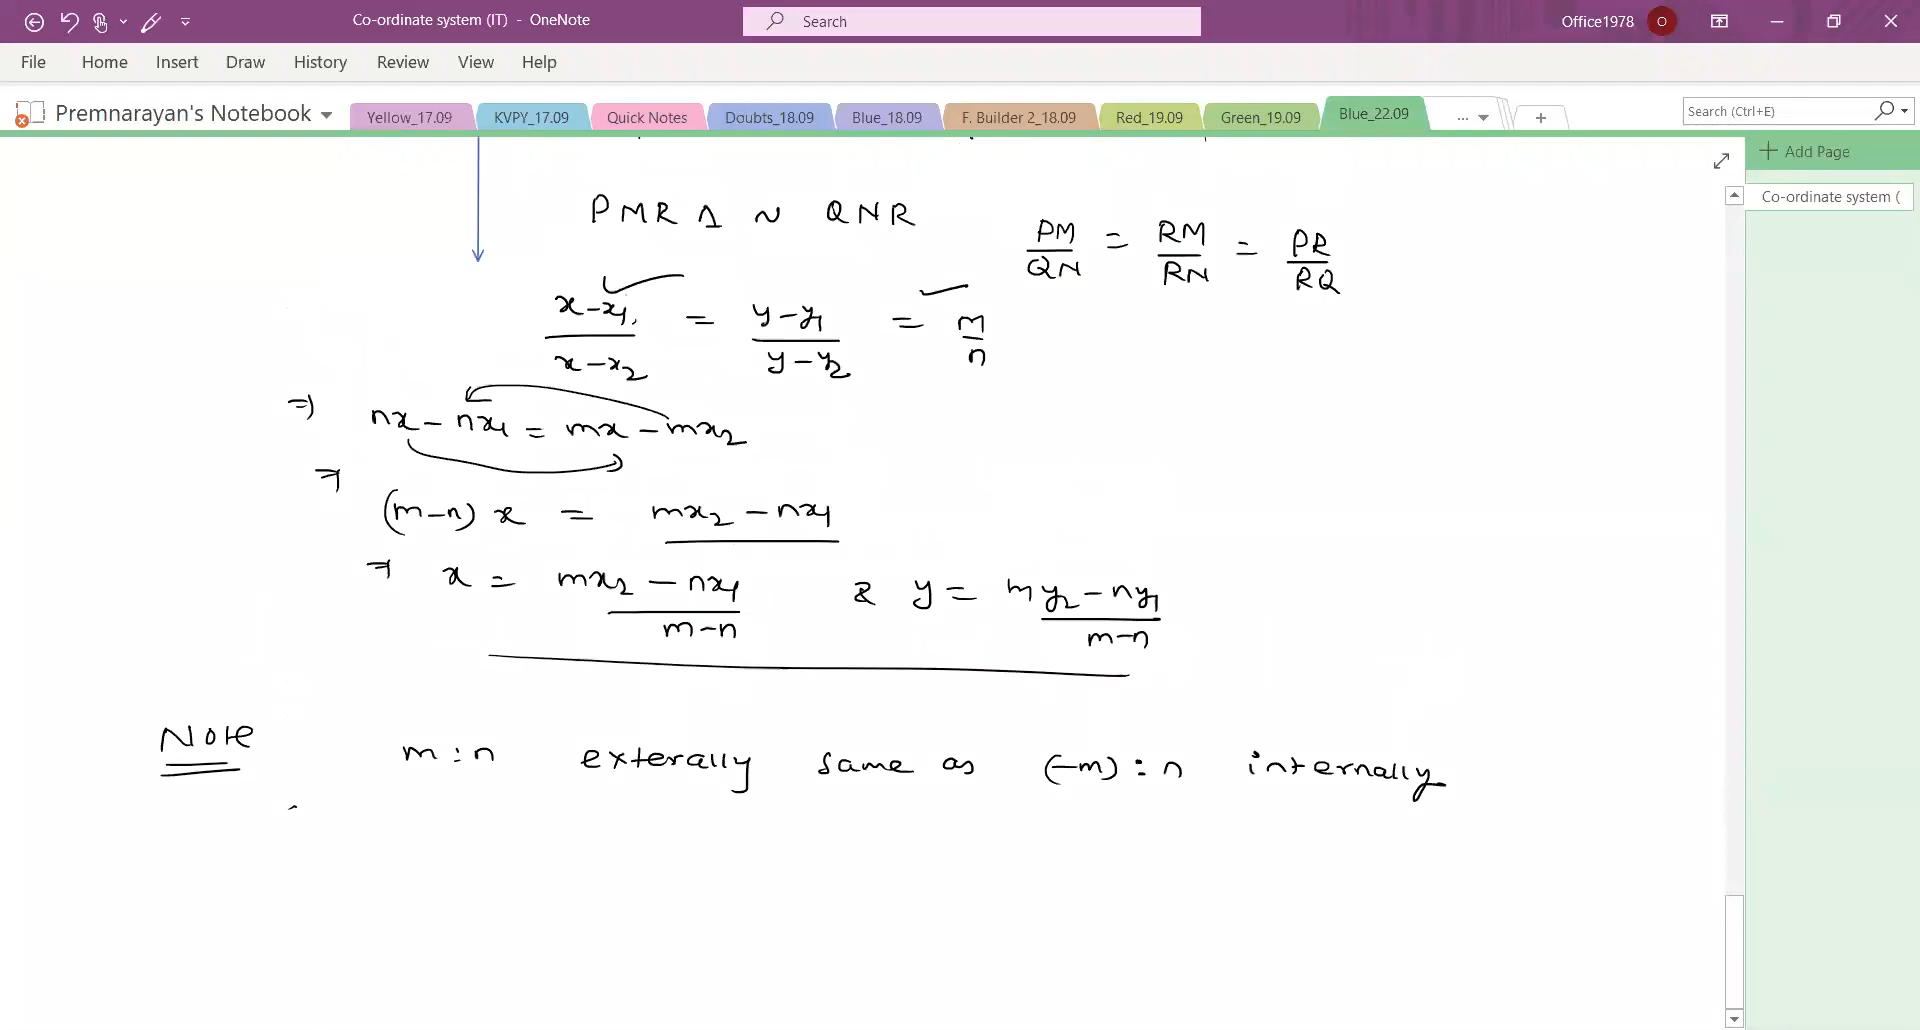 Co-ordinate system (IT) - OneNote
Search
Office1978
O
File Home Insert Draw History Review View Help
Premnarayan's Notebook
Yellow_17.09 KVPY_17.09 Quick Notes Doubts_18.09 Blue_18.09 F. Builder 2_18.09 Red_19.09 Green_19.09 Blue_22.09 ... +
Search (Ctrl+E)
+ Add Page
Co-ordinate system (
PMR Δ ~ QNR
PM/QN = RM/RN = PR/RQ
x-x₁/x-x₂ = y-y₁/y-y₂ = m/n
⇒ nx - nx₁ = mx - mx₂
⇒
(m-n) x = mx₂ - nx₁
⇒ x = mx₂ - nx₁/m-n & y = my₂ - ny₁/m-n
Note
m:n exterally same as (-m) : n internally